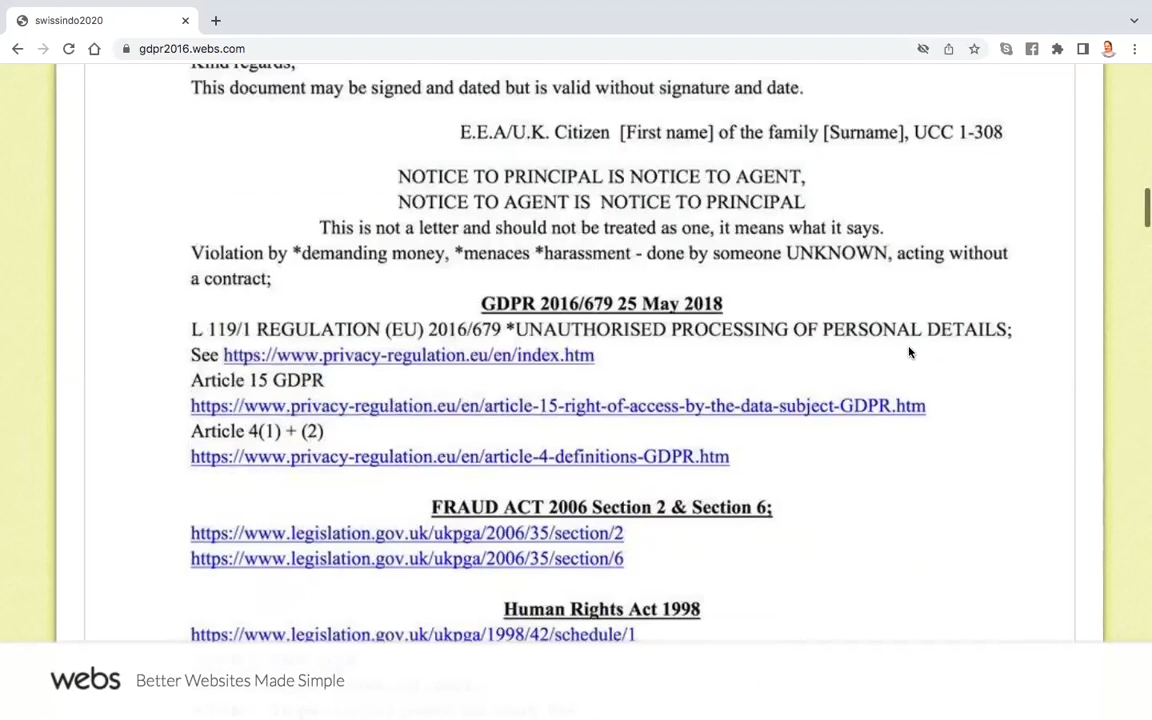 swissindo2020
gdpr2016.webs.com
Kind regards,
This document may be signed and dated but is valid without signature and date.
E.E.A/U.K. Citizen [First name] of the family [Surname], UCC 1-308
NOTICE TO PRINCIPAL IS NOTICE TO AGENT,
NOTICE TO AGENT IS NOTICE TO PRINCIPAL
This is not a letter and should not be treated as one, it means what it says.
Violation by *demanding money, *menaces *harassment - done by someone UNKNOWN, acting without
a contract;
GDPR 2016/679 25 May 2018
L 119/1 REGULATION (EU) 2016/679 *UNAUTHORISED PROCESSING OF PERSONAL DETAILS;
See https://www.privacy-regulation.eu/en/index.htm
Article 15 GDPR
https://www.privacy-regulation.eu/en/article-15-right-of-access-by-the-data-subject-GDPR.htm
Article 4(1) + (2)
https://www.privacy-regulation.eu/en/article-4-definitions-GDPR.htm
FRAUD ACT 2006 Section 2 & Section 6;
https://www.legislation.gov.uk/ukpga/2006/35/section/2
https://www.legislation.gov.uk/ukpga/2006/35/section/6
Human Rights Act 1998
https://www.legislation.gov.uk/ukpga/1998/42/schedule/1
webs Better Websites Made Simple